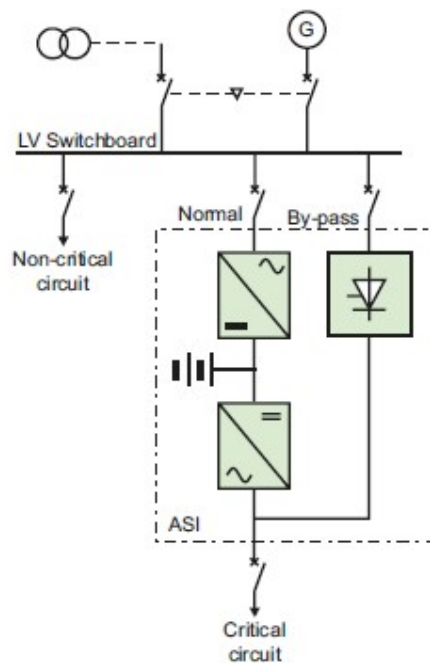 G
LV Switchboard
Normal
By-pass
Non-critical
circuit
ASI
Critical
circuit